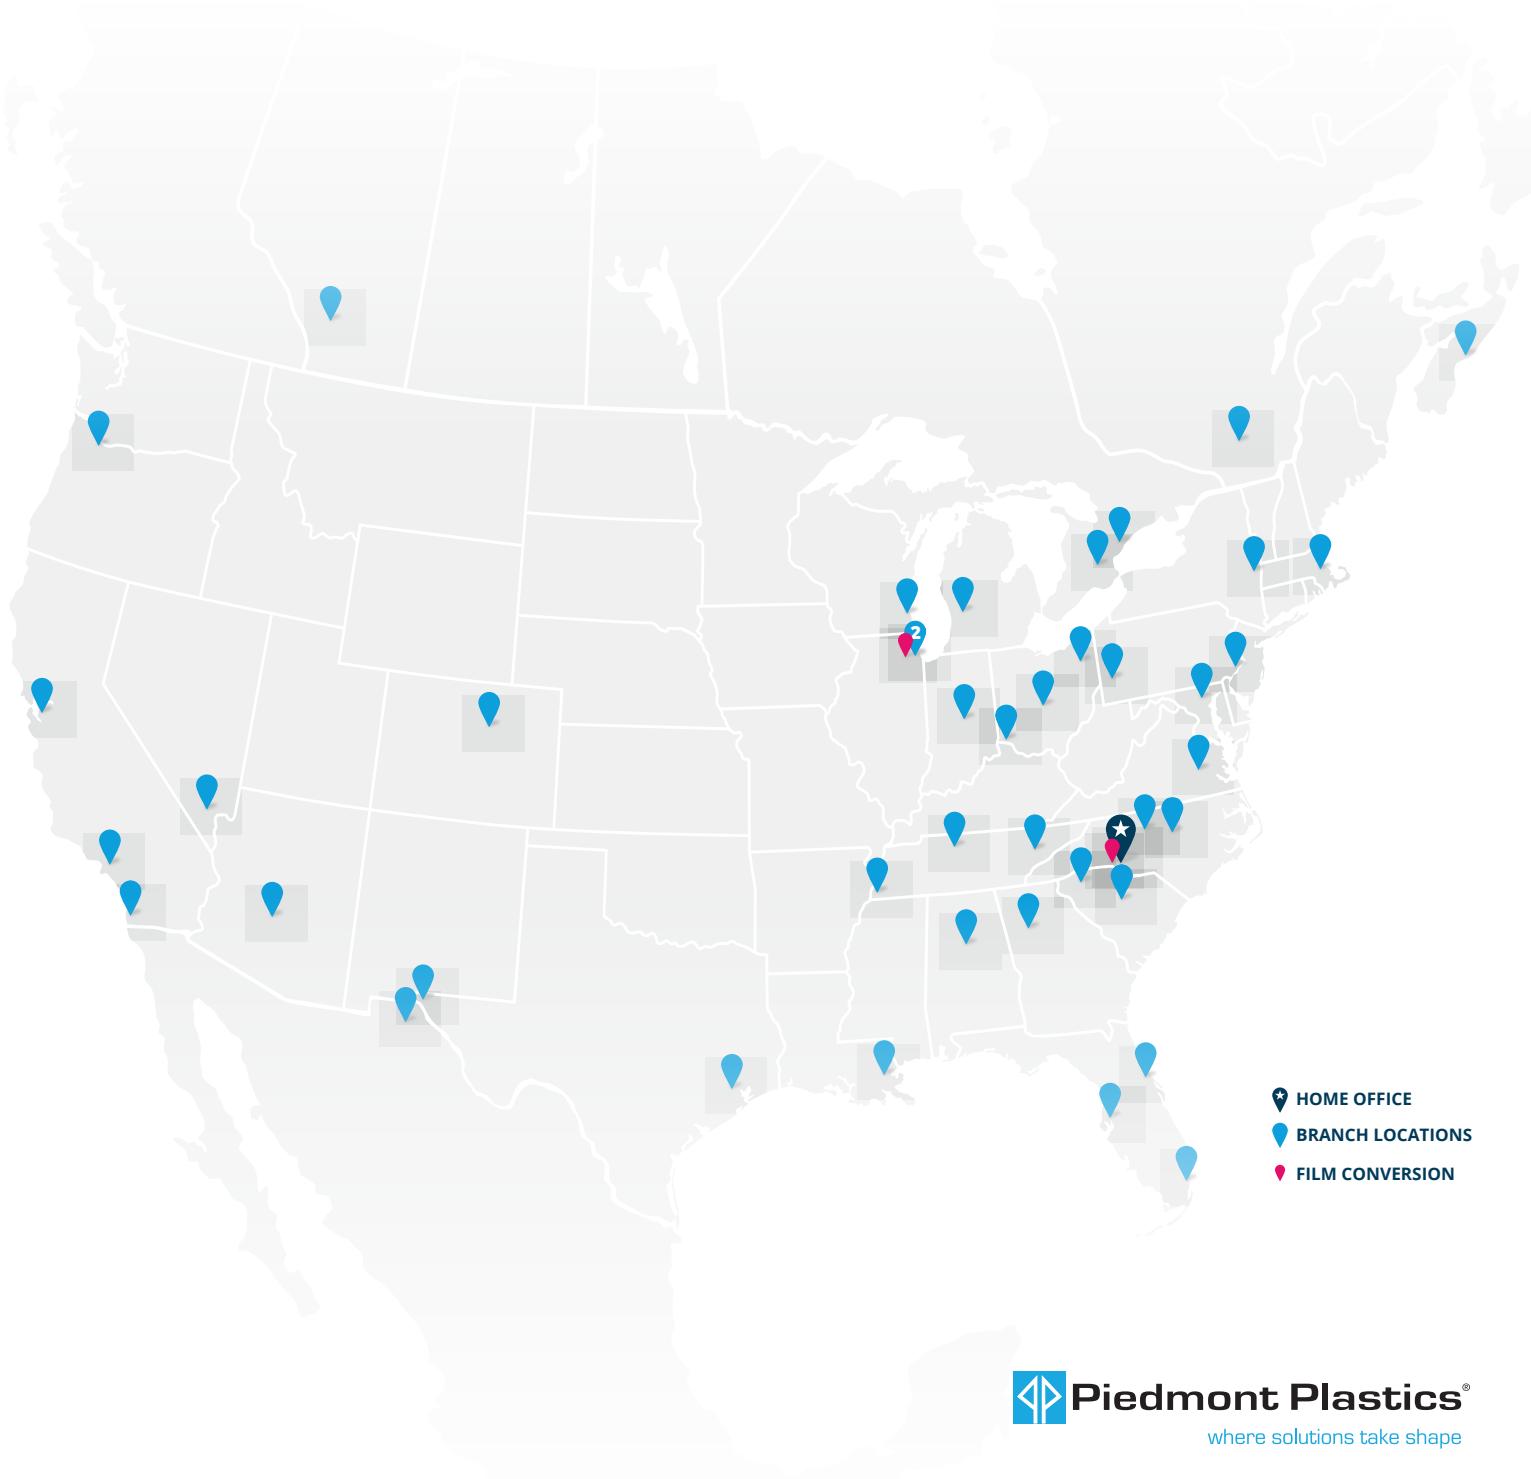 2
HOME OFFICE
BRANCH LOCATIONS
FILM CONVERSION
Piedmont Plastics®
where solutions take shape